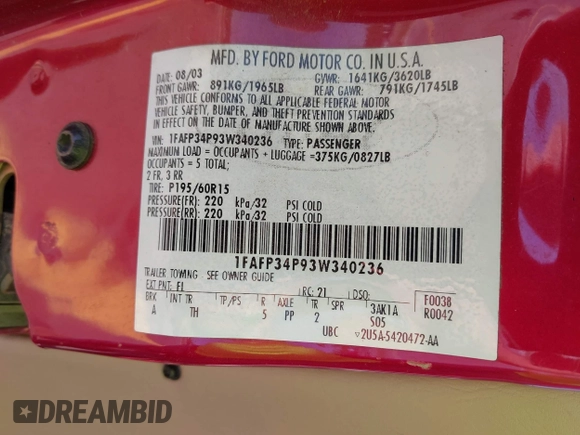 MFD. BY FORD MOTOR CO. IN U.S.A.
DATE: 08/03 GVWR: 1641KG/3620LB
FRONT GAWR: 891KG/1965LB REAR GAWR: 791KG/1745LB
THIS VEHICLE CONFORMS TO ALL APPLICABLE FEDERAL MOTOR
VEHICLE SAFETY, BUMPER, AND THEFT PREVENTION STANDARDS
IN EFFECT ON THE DATE OF MANUFACTURE SHOWN ABOVE.
VIN: 1FAFP34P93W340236 TYPE: PASSENGER
MAXIMUM LOAD = OCCUPANTS + LUGGAGE = 375KG/0827LB
OCCUPANTS = 5 TOTAL;
2 FR, 3 RR
TIRE: P195/60R15
PRESSURE(FR): 220 kPa/32 PSI COLD
PRESSURE(RR): 220 kPa/32 PSI COLD
1FAFP34P93W340236
TRAILER TOWING - SEE OWNER GUIDE
EXT PNT: F1 RC: 21 DSO: F0038
BRK INT TR TP/PS R AXLE TR SPR 3AK1A R0042
A TH 5 PP 2 505
UBC ▽2U5A-5420472-AA
DREAMBID